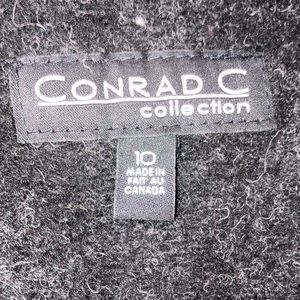 CONRAD C
collection
10
MADE IN
FAIT AU
CANADA